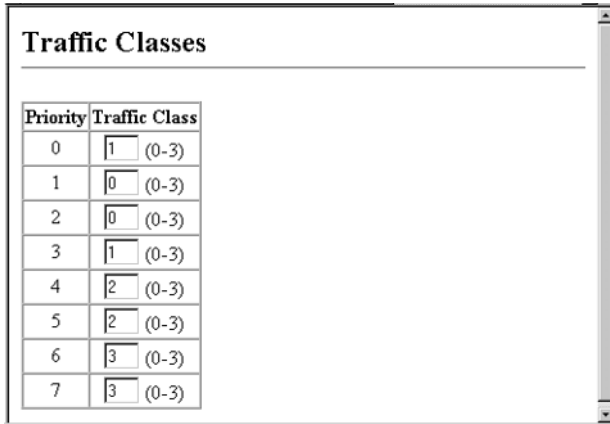 Traffic Classes
Priority Traffic Class
0 1 (0-3)
1 0 (0-3)
2 0 (0-3)
3 1 (0-3)
4 2 (0-3)
5 2 (0-3)
6 3 (0-3)
7 3 (0-3)